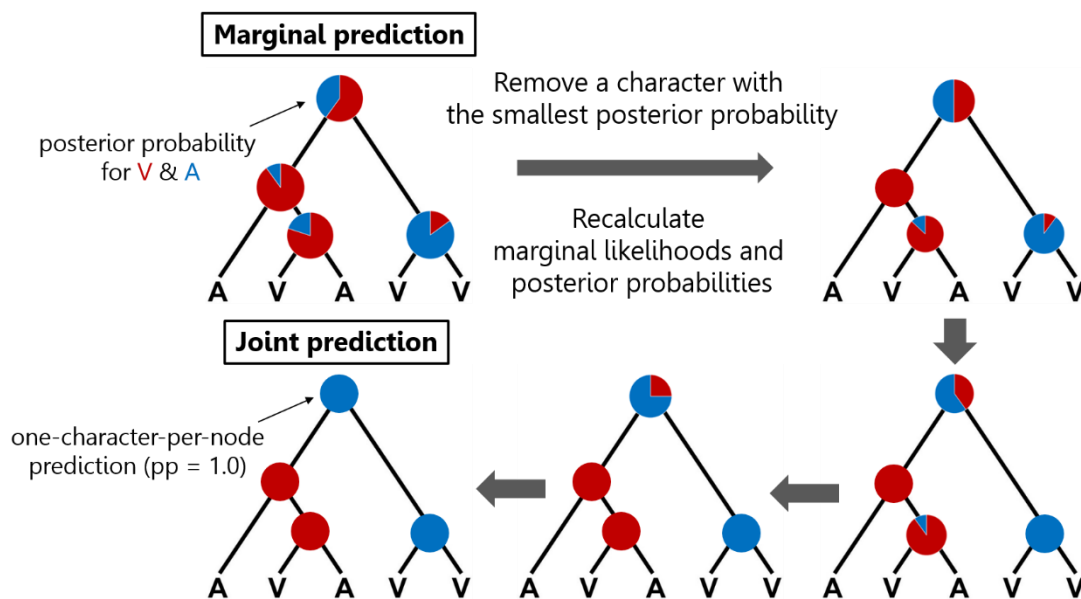 Marginal prediction
posterior probability
for V & A
Remove a character with
the smallest posterior probability
Recalculate
marginal likelihoods and
posterior probabilities
A V A V V
A V A V V
Joint prediction
one-character-per-node
prediction (pp = 1.0)
A V A V V
A V A V V
A V A V V